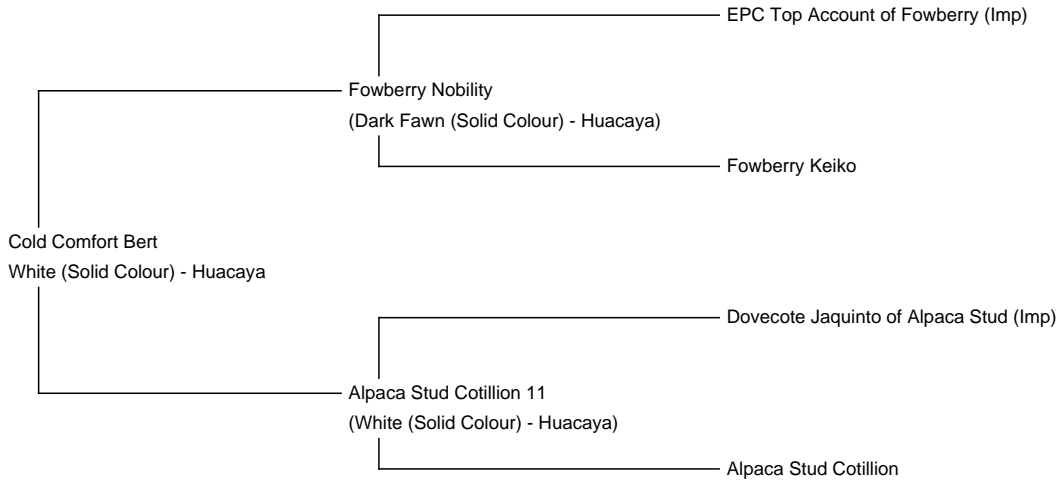 EPC Top Account of Fowberry (Imp)
Fowberry Nobility
(Dark Fawn (Solid Colour) - Huacaya)
Fowberry Keiko
Cold Comfort Bert
White (Solid Colour) - Huacaya
Dovecote Jaquinto of Alpaca Stud (Imp)
Alpaca Stud Cotillion 11
(White (Solid Colour) - Huacaya)
Alpaca Stud Cotillion